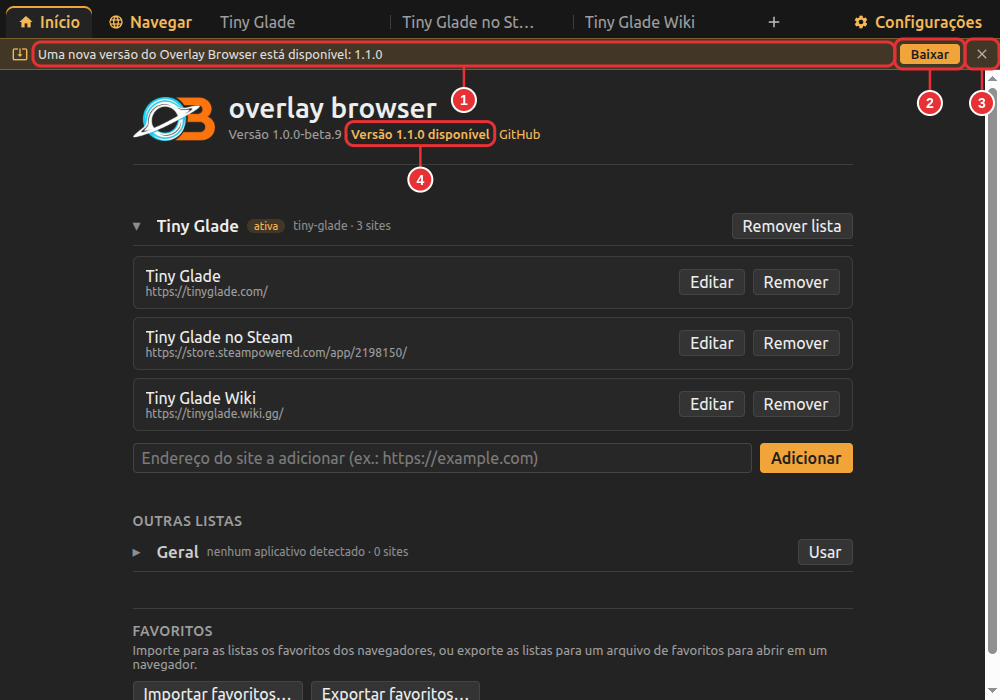 Início Navegar Tiny Glade Tiny Glade no St… Tiny Glade Wiki + Configurações
Uma nova versão do Overlay Browser está disponível: 1.1.0 Baixar ×
1 2 3
OB overlay browser
Versão 1.0.0-beta.9 Versão 1.1.0 disponível GitHub
4
▼ Tiny Glade ativa tiny-glade · 3 sites Remover lista
Tiny Glade
https://tinyglade.com/
Editar Remover
Tiny Glade no Steam
https://store.steampowered.com/app/2198150/
Editar Remover
Tiny Glade Wiki
https://tinyglade.wiki.gg/
Editar Remover
Endereço do site a adicionar (ex.: https://example.com) Adicionar
OUTRAS LISTAS
▶ Geral nenhum aplicativo detectado · 0 sites Usar
FAVORITOS
Importe para as listas os favoritos dos navegadores, ou exporte as listas para um arquivo de favoritos para abrir em um
navegador.
Importar favoritos… Exportar favoritos…